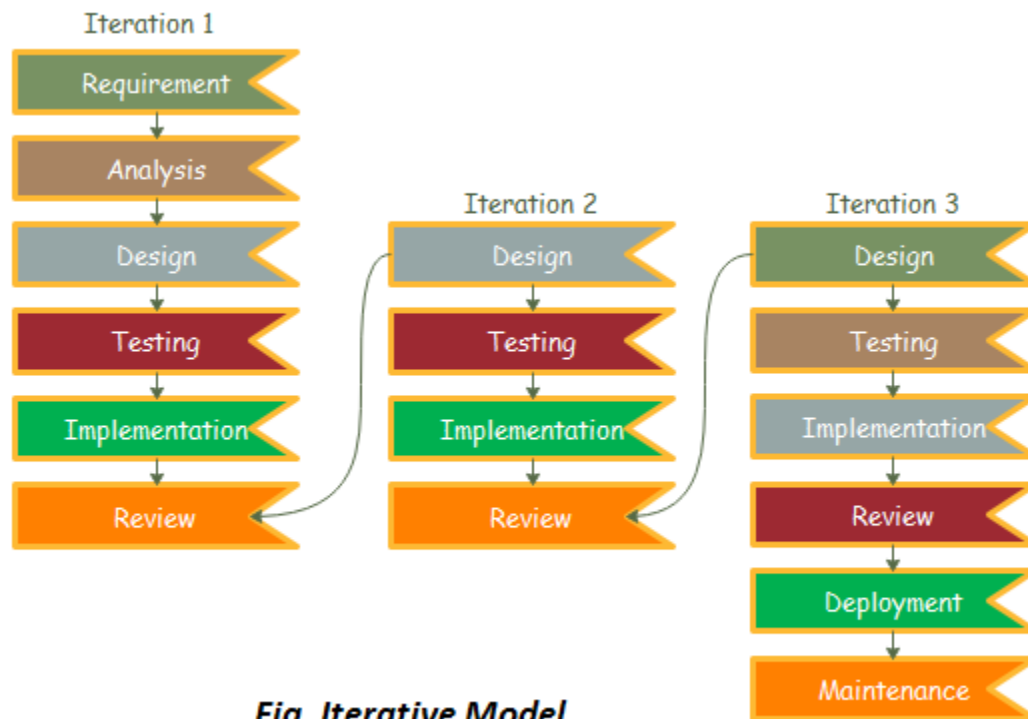 Iteration 1
Requirement
Analysis
Design
Testing
Implementation
Review
Iteration 2
Design
Testing
Implementation
Review
Iteration 3
Design
Testing
Implementation
Review
Deployment
Maintenance
Fig. Iterative Model